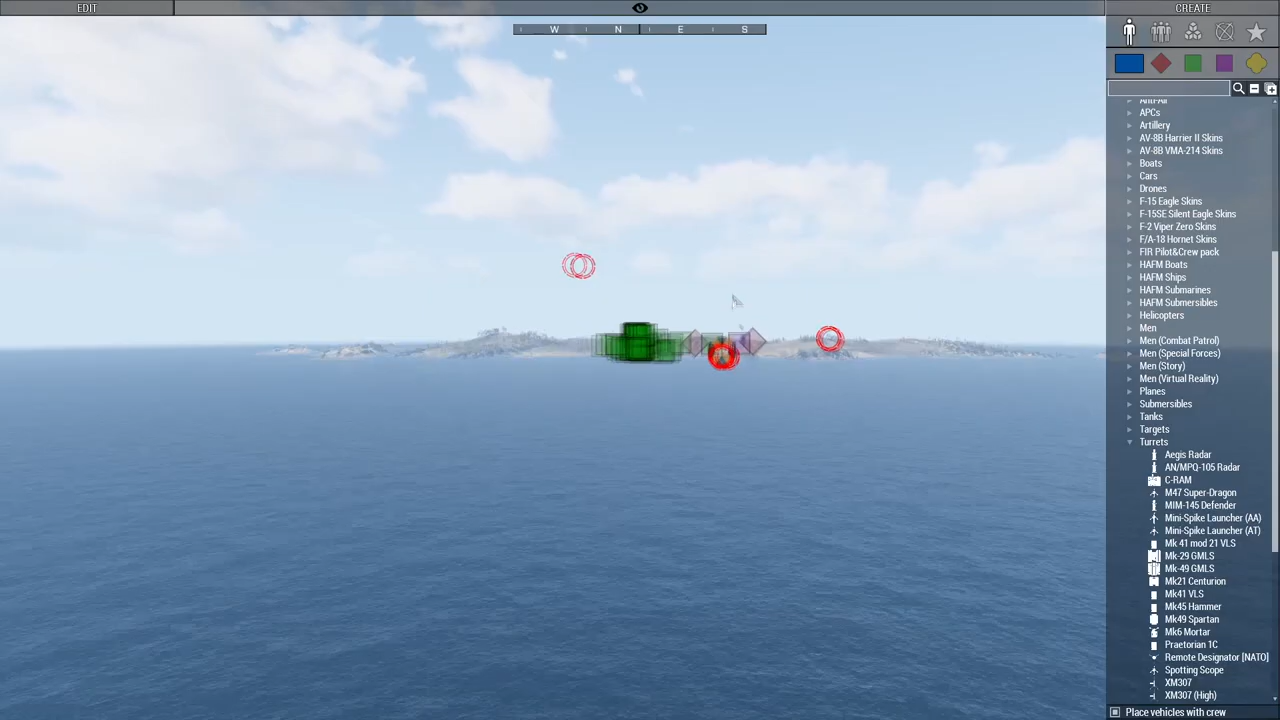 EDIT
CREATE
W N E S
Anti-Air
APCs
Artillery
AV-8B Harrier II Skins
AV-8B VMA-214 Skins
Boats
Cars
Drones
F-15 Eagle Skins
F-15SE Silent Eagle Skins
F-2 Viper Zero Skins
F/A-18 Hornet Skins
FIR Pilot&Crew pack
HAFM Boats
HAFM Ships
HAFM Submarines
HAFM Submersibles
Helicopters
Men
Men (Combat Patrol)
Men (Special Forces)
Men (Story)
Men (Virtual Reality)
Planes
Submersibles
Tanks
Targets
Turrets
Aegis Radar
AN/MPQ-105 Radar
C-RAM
M47 Super-Dragon
MIM-145 Defender
Mini-Spike Launcher (AA)
Mini-Spike Launcher (AT)
Mk 41 mod 21 VLS
Mk-29 GMLS
Mk-49 GMLS
Mk21 Centurion
Mk41 VLS
Mk45 Hammer
Mk49 Spartan
Mk6 Mortar
Praetorian 1C
Remote Designator [NATO]
Spotting Scope
XM307
XM307 (High)
Place vehicles with crew